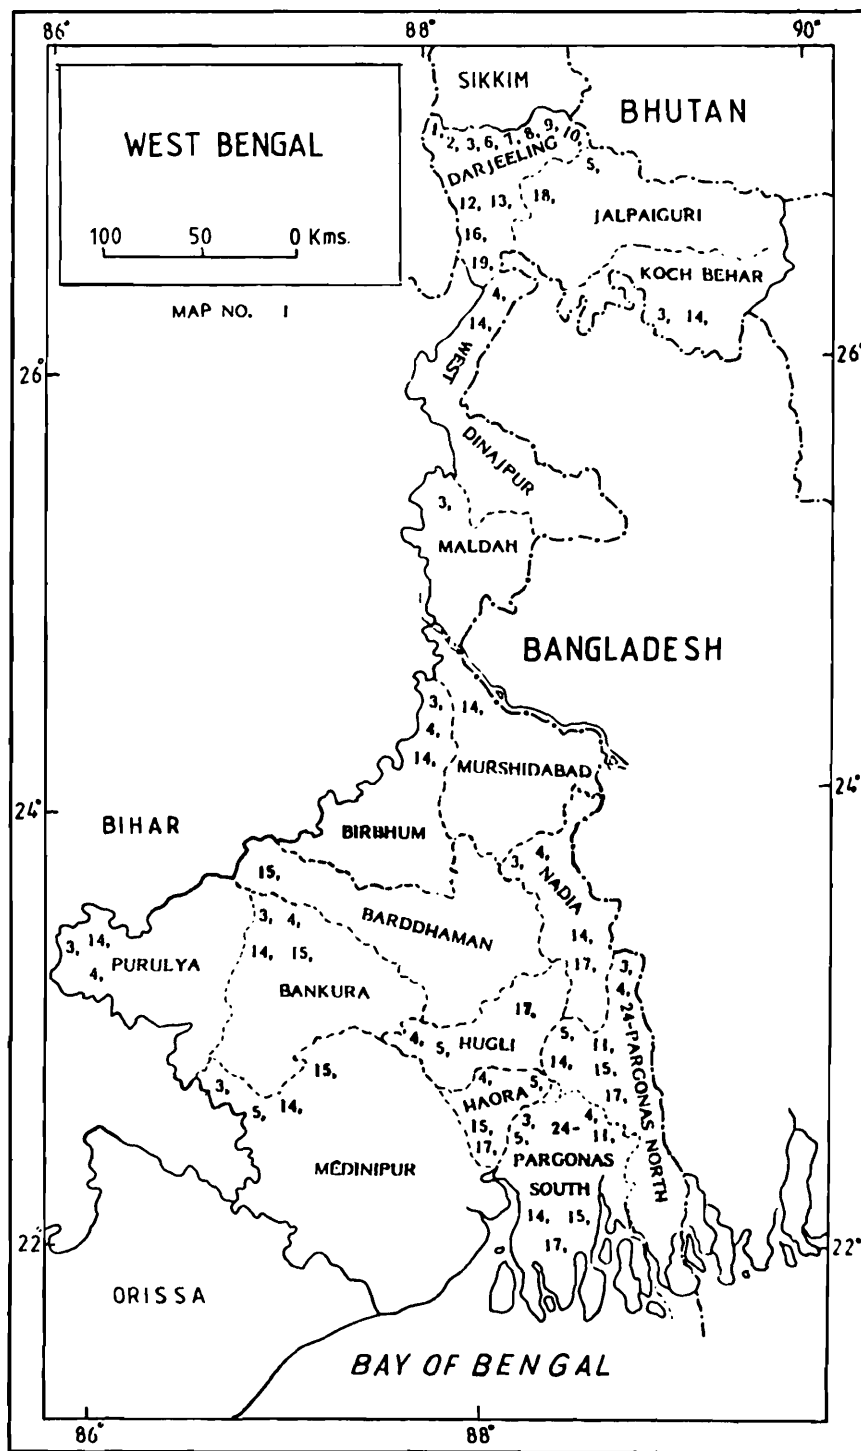 86° 88° 90°
SIKKIM
BHUTAN
WEST BENGAL
100 50 0 Kms.
MAP NO. 1
1, 2, 3, 6, 7, 8, 9, 10,
DARJEELING
5,
12, 13, 18,
JALPAIGURI
16,
19,
KOCH BEHAR
4,
3, 14,
14,
26° 26°
WEST
DINAJPUR
3,
MALDAH
BANGLADESH
3, 14,
4,
14,
MURSHIDABAD
24° 24°
BIHAR
BIRBHUM
15,
3, 4,
NADIA
BARDDHAMAN
3, 4,
14, 15,
3, 14,
4,
PURULYA
BANKURA
14,
17,
3,
4,
24-PARGONAS NORTH
17,
4, 5,
HUGLI
5, 11,
14, 15,
17,
15,
3,
5, 14,
4, 5,
HAORA
15,
17,
3, 24- 4,
5, 11,
PARGONAS
SOUTH
14, 15,
17,
MEDINIPUR
22° 22°
ORISSA
BAY OF BENGAL
86° 88°